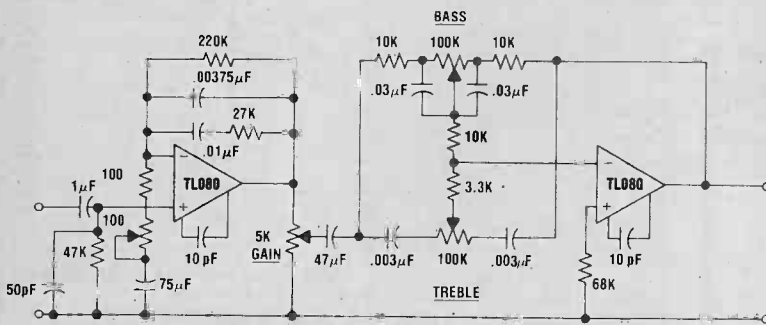 BASS
220K
10K
100K
10K
.00375µF
.03µF
.03µF
27K
.01µF
10K
100
TL080
TL080
1µF
3.3K
100
5K
GAIN
47K
10 pF
47µF
.003µF
100K
.003µF
10 pF
50pF
75µF
TREBLE
68K